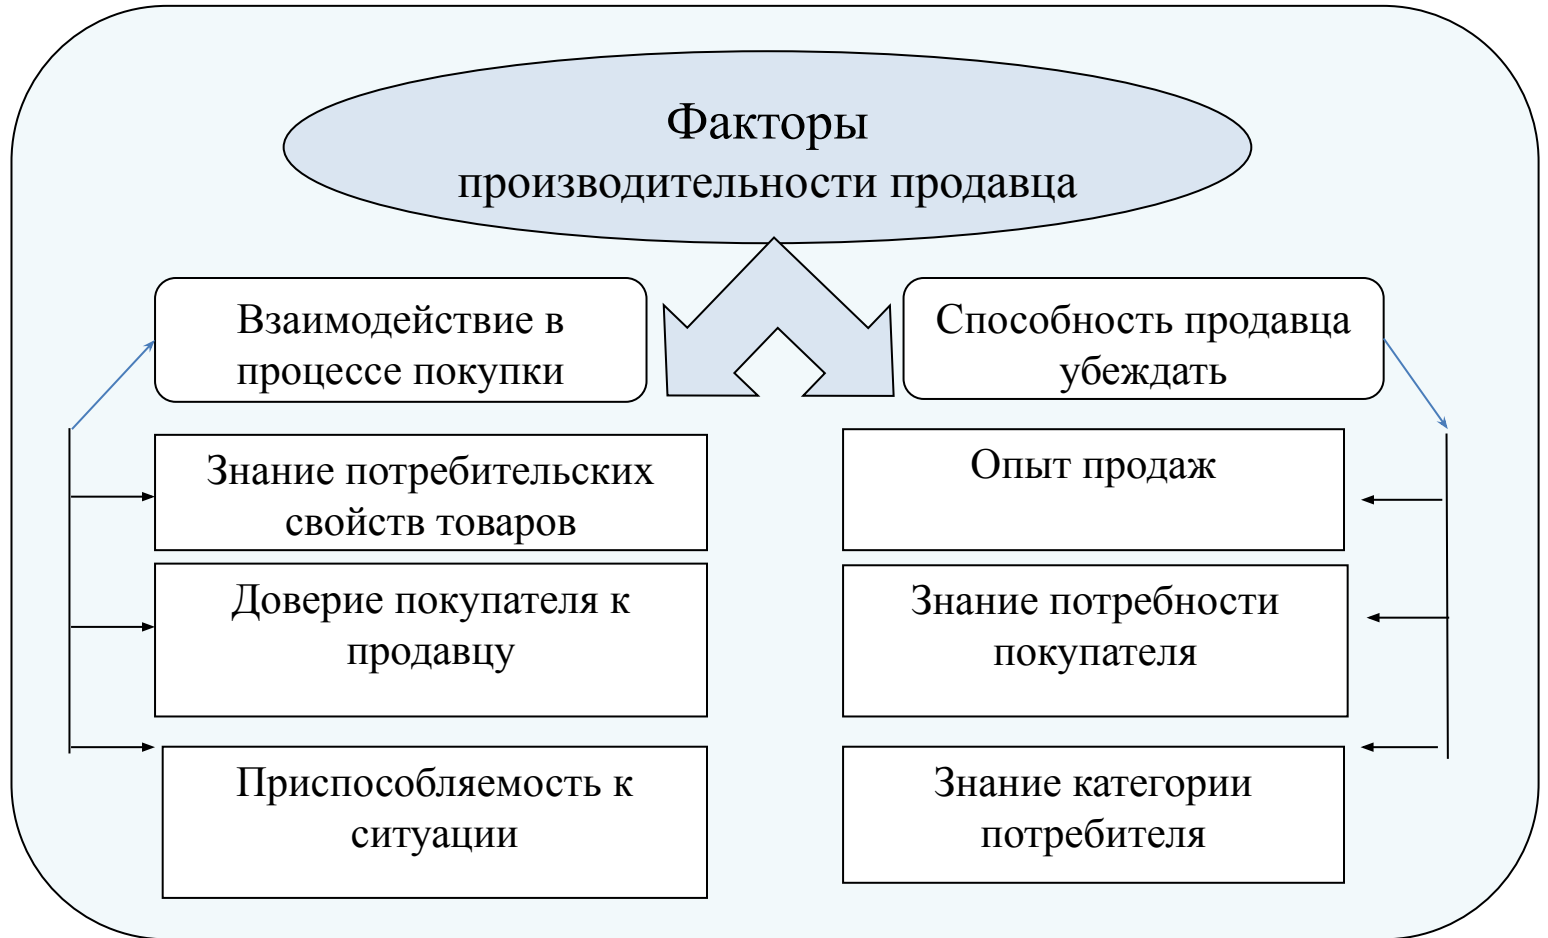 Факторы
производительности продавца
Взаимодействие в
процессе покупки
Способность продавца
убеждать
Знание потребительских
свойств товаров
Опыт продаж
Доверие покупателя к
продавцу
Знание потребности
покупателя
Приспособляемость к
ситуации
Знание категории
потребителя